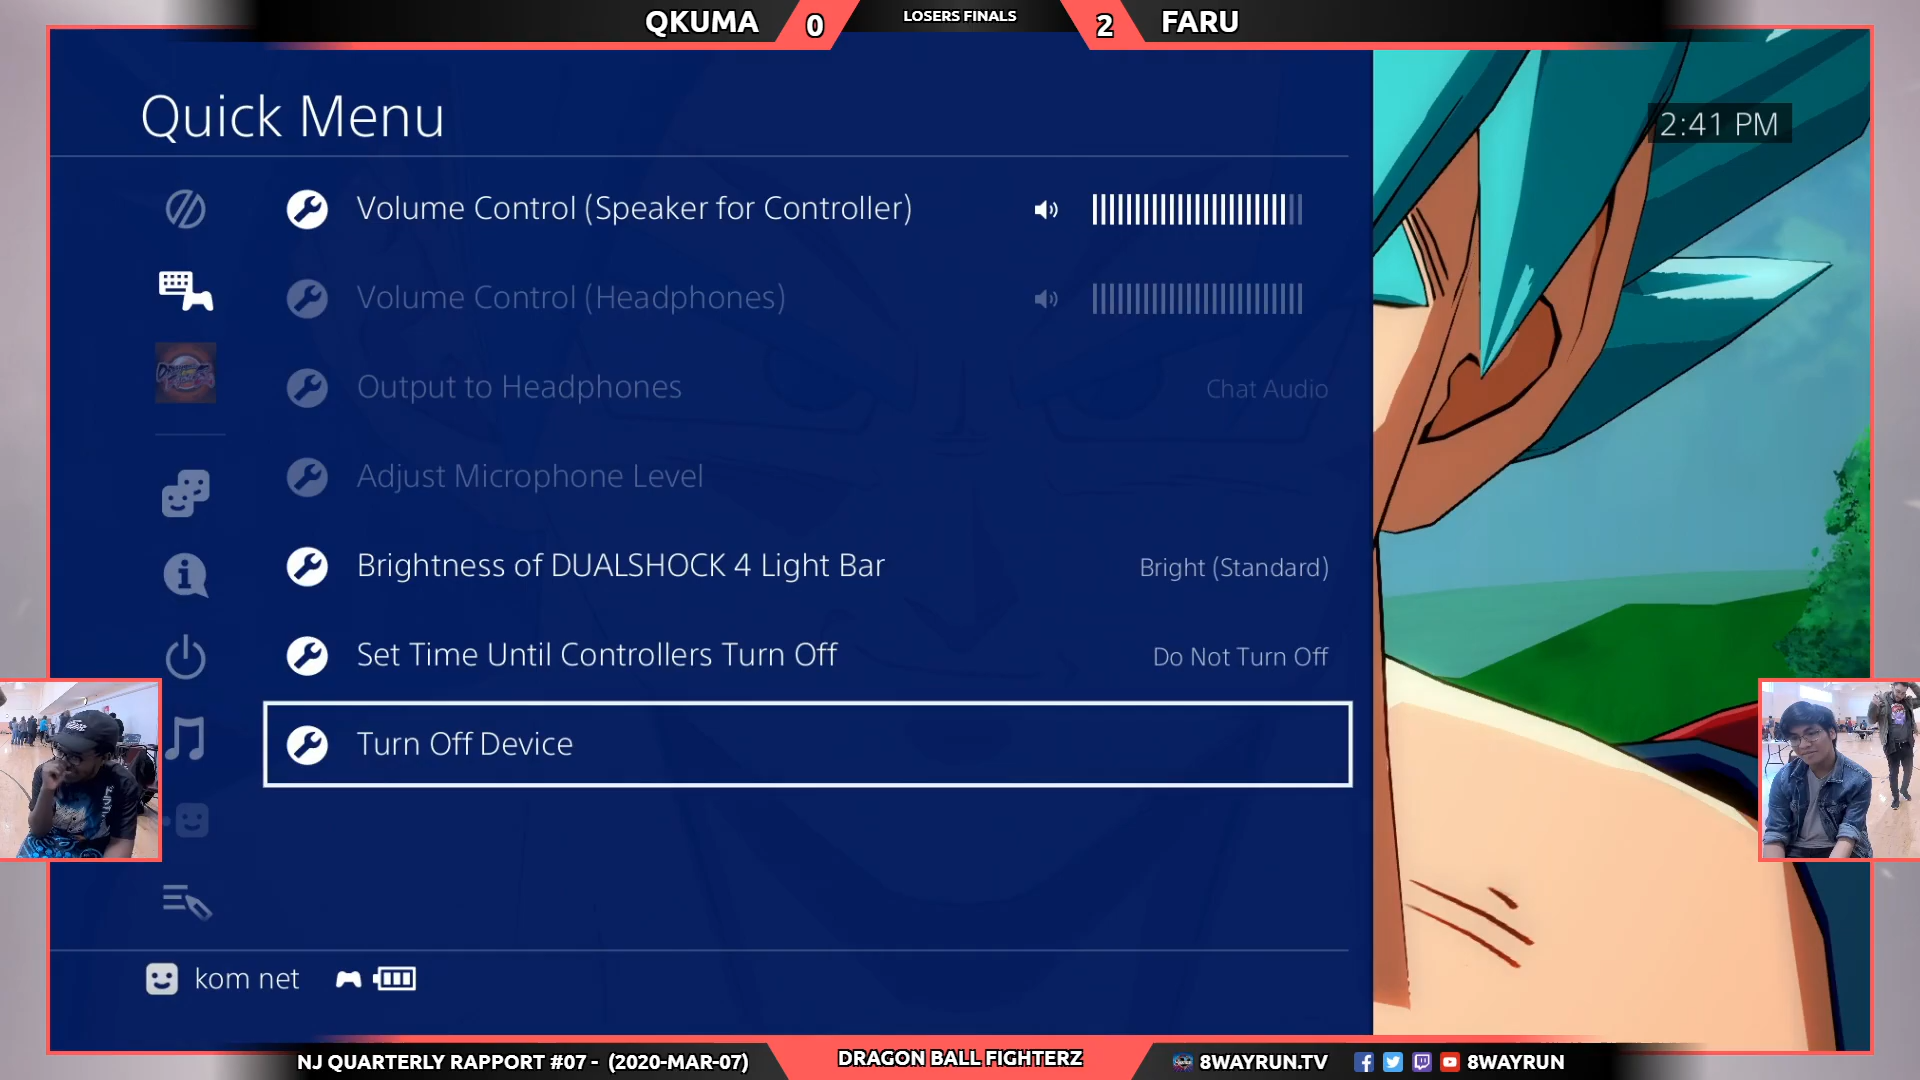 QKUMA 0 LOSERS FINALS 2 FARU
Quick Menu
2:41 PM
Volume Control (Speaker for Controller)
Volume Control (Headphones)
Output to Headphones Chat Audio
Adjust Microphone Level
Brightness of DUALSHOCK 4 Light Bar Bright (Standard)
Set Time Until Controllers Turn Off Do Not Turn Off
Turn Off Device
kom net
NJ QUARTERLY RAPPORT #07 - (2020-MAR-07) DRAGON BALL FIGHTERZ 8WAYRUN.TV 8WAYRUN